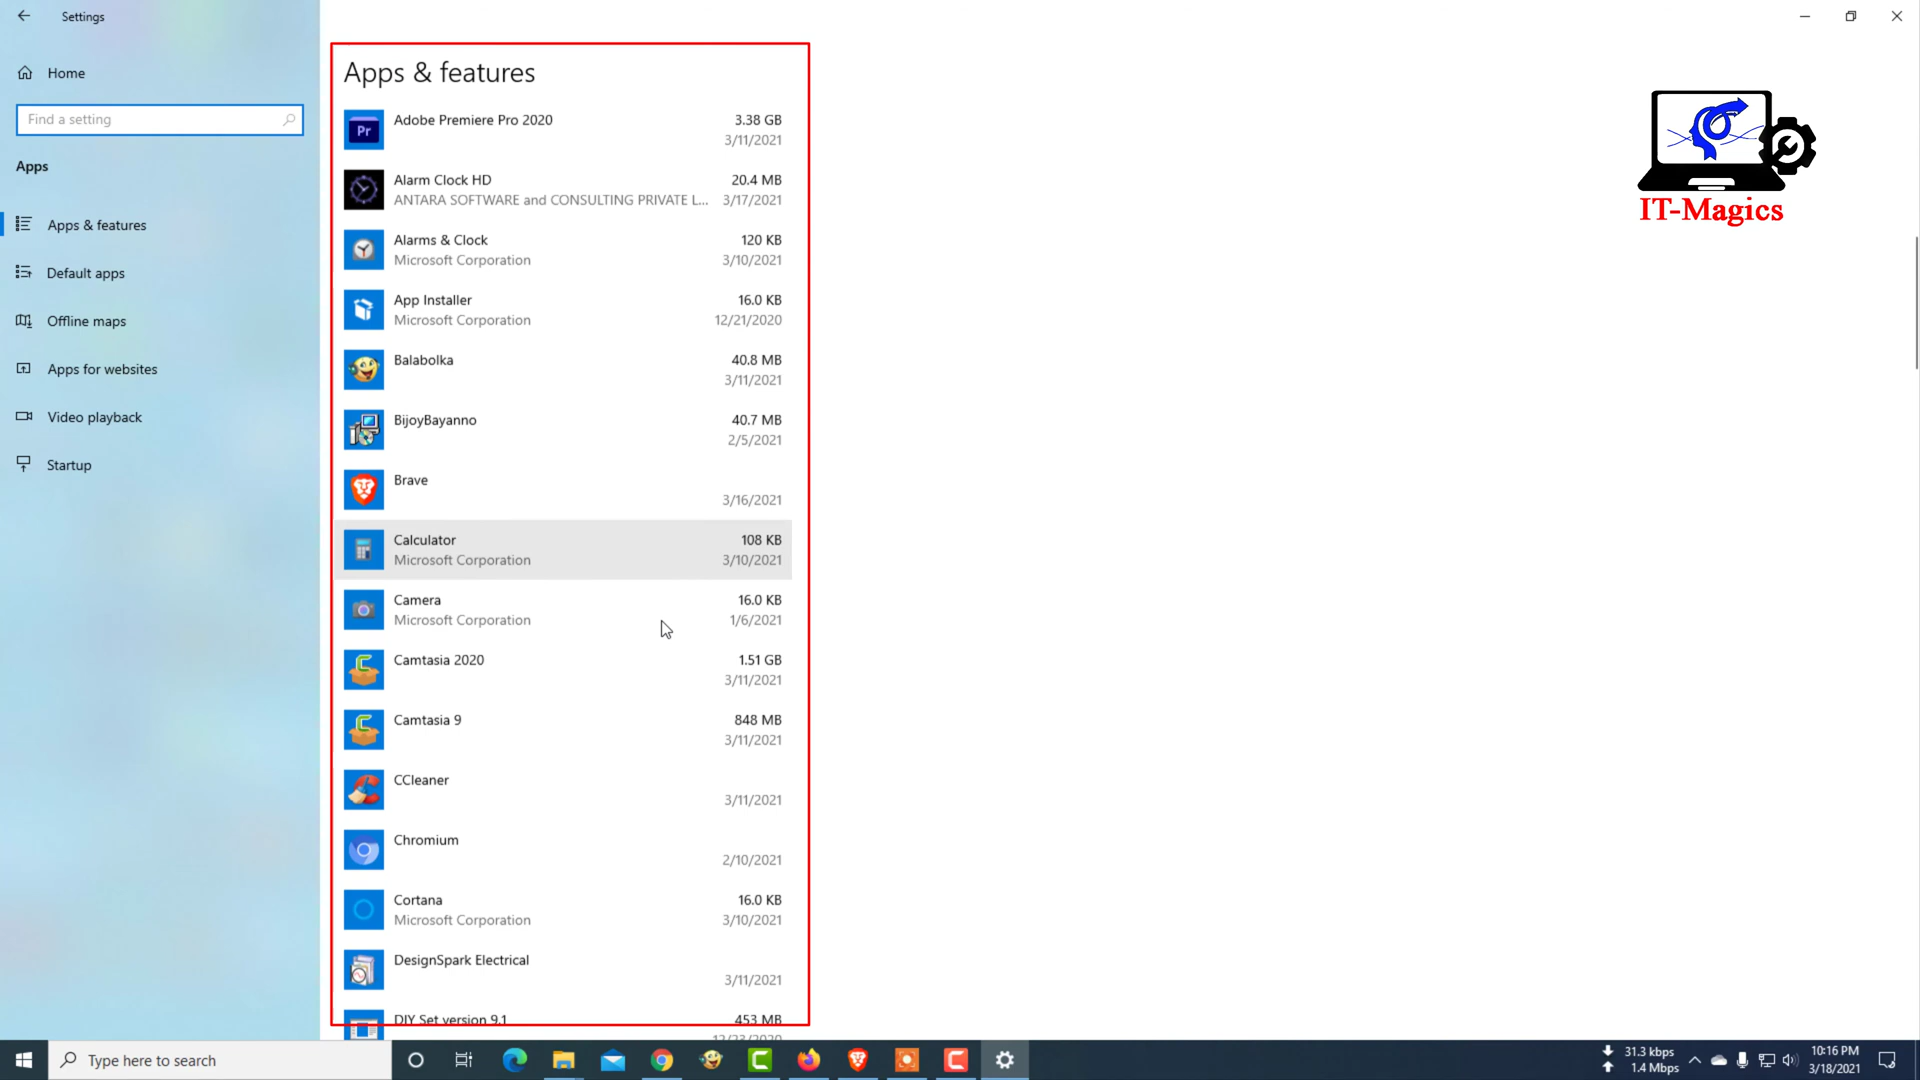 Settings
Home
Find a setting
Apps
Apps & features
Default apps
Offline maps
Apps for websites
Video playback
Startup
Apps & features
Pr
Adobe Premiere Pro 2020 3.38 GB
3/11/2021
Alarm Clock HD 20.4 MB
ANTARA SOFTWARE and CONSULTING PRIVATE L... 3/17/2021
Alarms & Clock 120 KB
Microsoft Corporation 3/10/2021
App Installer 16.0 KB
Microsoft Corporation 12/21/2020
Balabolka 40.8 MB
3/11/2021
BijoyBayanno 40.7 MB
2/5/2021
Brave
3/16/2021
Calculator 108 KB
Microsoft Corporation 3/10/2021
Camera 16.0 KB
Microsoft Corporation 1/6/2021
Camtasia 2020 1.51 GB
3/11/2021
Camtasia 9 848 MB
3/11/2021
CCleaner
3/11/2021
Chromium
2/10/2021
Cortana 16.0 KB
Microsoft Corporation 3/10/2021
DesignSpark Electrical
3/11/2021
DIY Set version 9.1 453 MB
12/23/2020
IT-Magics
Type here to search
31.3 kbps
1.4 Mbps
10:16 PM
3/18/2021